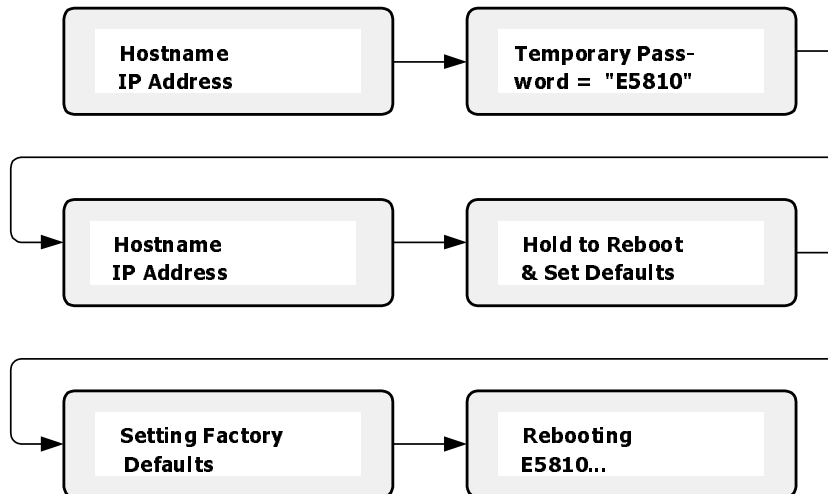 Hostname
IP Address
Temporary Pass-
word = "E5810"
Hostname
IP Address
Hold to Reboot
& Set Defaults
Setting Factory
Defaults
Rebooting
E5810...